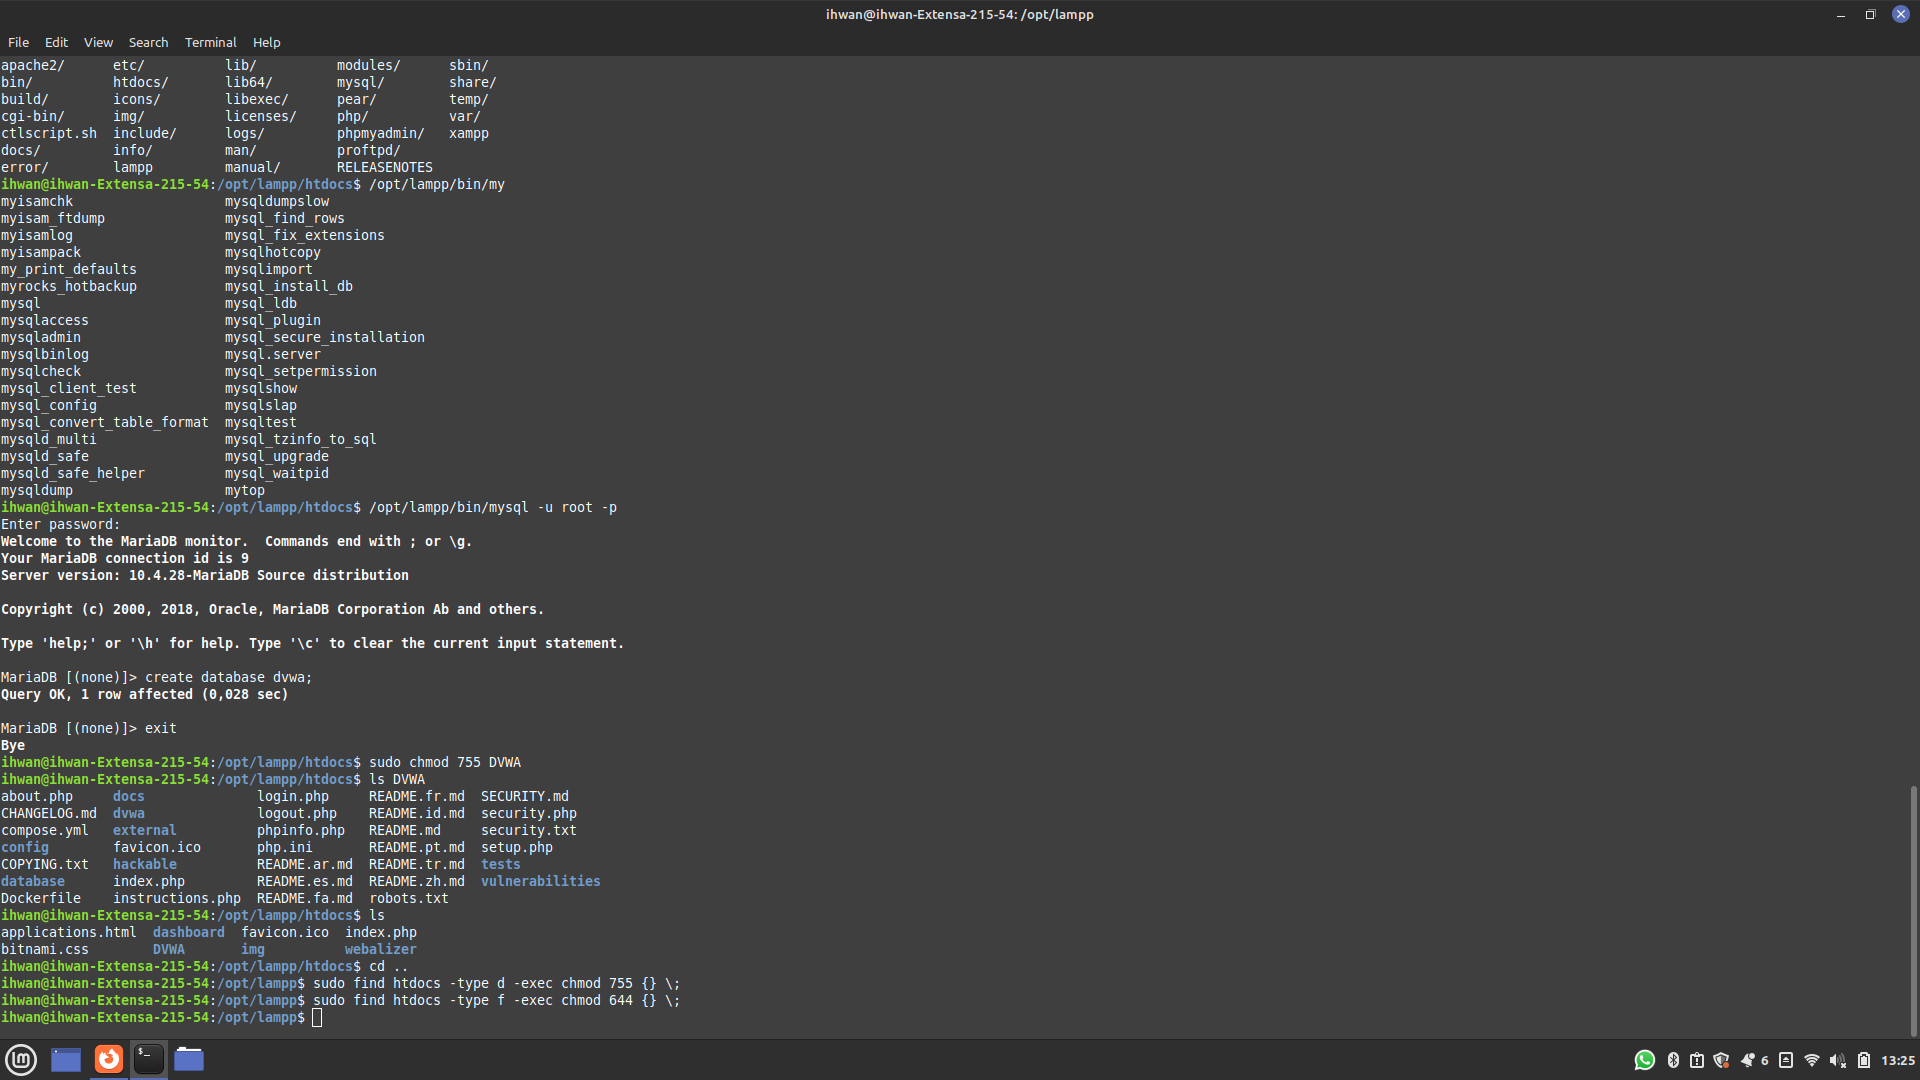 ihwan@ihwan-Extensa-215-54: /opt/lampp
File Edit View Search Terminal Help
apache2/ etc/ lib/ modules/ sbin/
bin/ htdocs/ lib64/ mysql/ share/
build/ icons/ libexec/ pear/ temp/
cgi-bin/ img/ licenses/ php/ var/
ctlscript.sh include/ logs/ phpmyadmin/ xampp
docs/ info/ man/ proftpd/
error/ lampp manual/ RELEASENOTES
ihwan@ihwan-Extensa-215-54:/opt/lampp/htdocs$ /opt/lampp/bin/my
myisamchk mysqldumpslow
myisam_ftdump mysql_find_rows
myisamlog mysql_fix_extensions
myisampack mysqlhotcopy
my_print_defaults mysqlimport
myrocks_hotbackup mysql_install_db
mysql mysql_ldb
mysqlaccess mysql_plugin
mysqladmin mysql_secure_installation
mysqlbinlog mysql.server
mysqlcheck mysql_setpermission
mysql_client_test mysqlshow
mysql_config mysqlslap
mysql_convert_table_format mysqltest
mysqld_multi mysql_tzinfo_to_sql
mysqld_safe mysql_upgrade
mysqld_safe_helper mysql_waitpid
mysqldump mytop
ihwan@ihwan-Extensa-215-54:/opt/lampp/htdocs$ /opt/lampp/bin/mysql -u root -p
Enter password:
Welcome to the MariaDB monitor.  Commands end with ; or \g.
Your MariaDB connection id is 9
Server version: 10.4.28-MariaDB Source distribution
Copyright (c) 2000, 2018, Oracle, MariaDB Corporation Ab and others.
Type 'help;' or '\h' for help. Type '\c' to clear the current input statement.
MariaDB [(none)]> create database dvwa;
Query OK, 1 row affected (0,028 sec)
MariaDB [(none)]> exit
Bye
ihwan@ihwan-Extensa-215-54:/opt/lampp/htdocs$ sudo chmod 755 DVWA
ihwan@ihwan-Extensa-215-54:/opt/lampp/htdocs$ ls DVWA
about.php docs login.php README.fr.md SECURITY.md
CHANGELOG.md dvwa logout.php README.id.md security.php
compose.yml external phpinfo.php README.md security.txt
config favicon.ico php.ini README.pt.md setup.php
COPYING.txt hackable README.ar.md README.tr.md tests
database index.php README.es.md README.zh.md vulnerabilities
Dockerfile instructions.php README.fa.md robots.txt
ihwan@ihwan-Extensa-215-54:/opt/lampp/htdocs$ ls
applications.html dashboard favicon.ico index.php
bitnami.css DVWA img webalizer
ihwan@ihwan-Extensa-215-54:/opt/lampp/htdocs$ cd ..
ihwan@ihwan-Extensa-215-54:/opt/lampp$ sudo find htdocs -type d -exec chmod 755 {} \;
ihwan@ihwan-Extensa-215-54:/opt/lampp$ sudo find htdocs -type f -exec chmod 644 {} \;
ihwan@ihwan-Extensa-215-54:/opt/lampp$
6 13:25